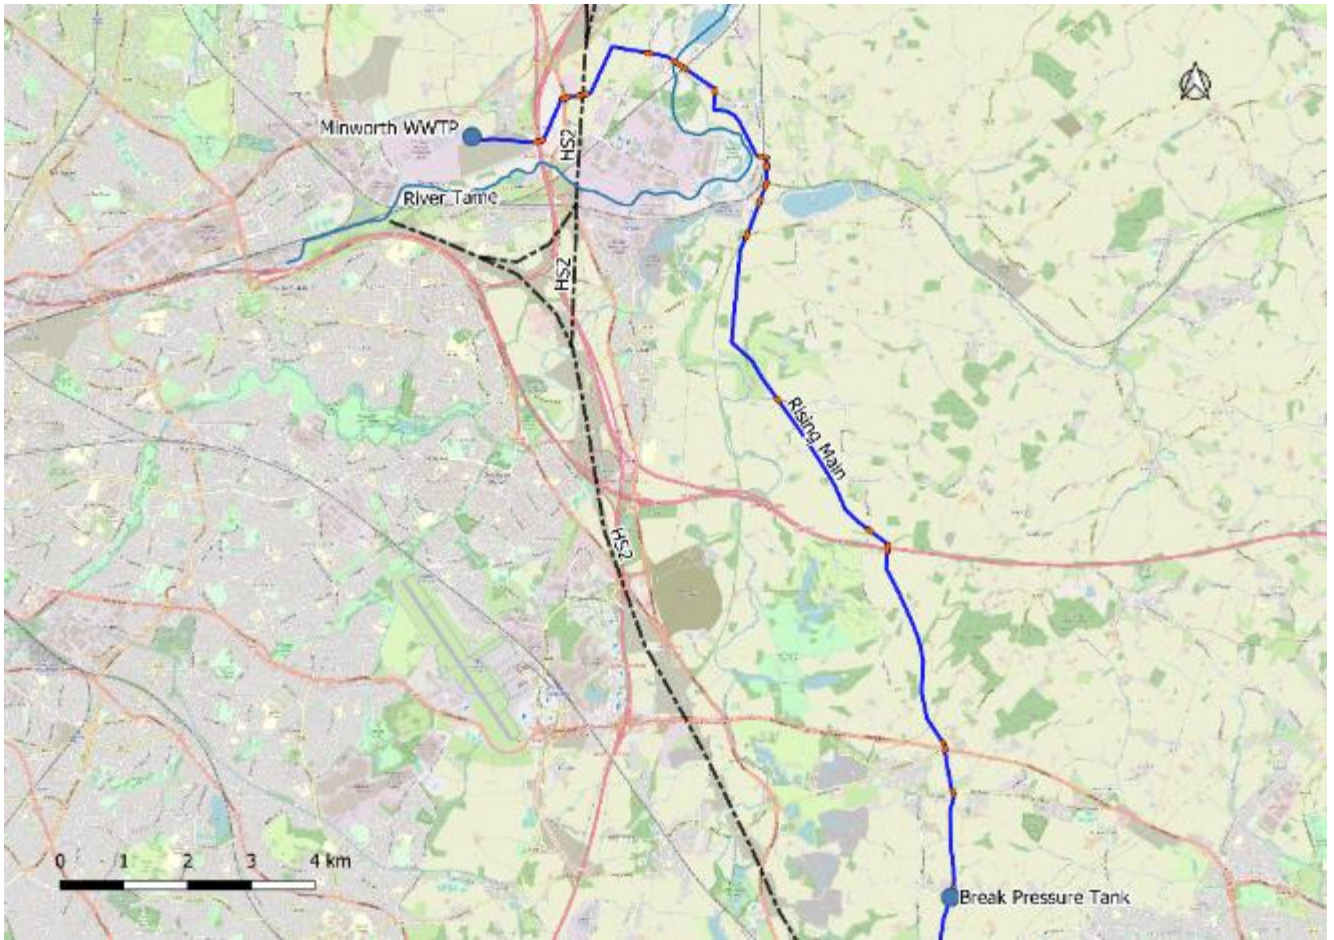 Minworth WWTP
HS2
River Tame
HS2
Rising Main
HS2
0 1 2 3 4 km
Break Pressure Tank